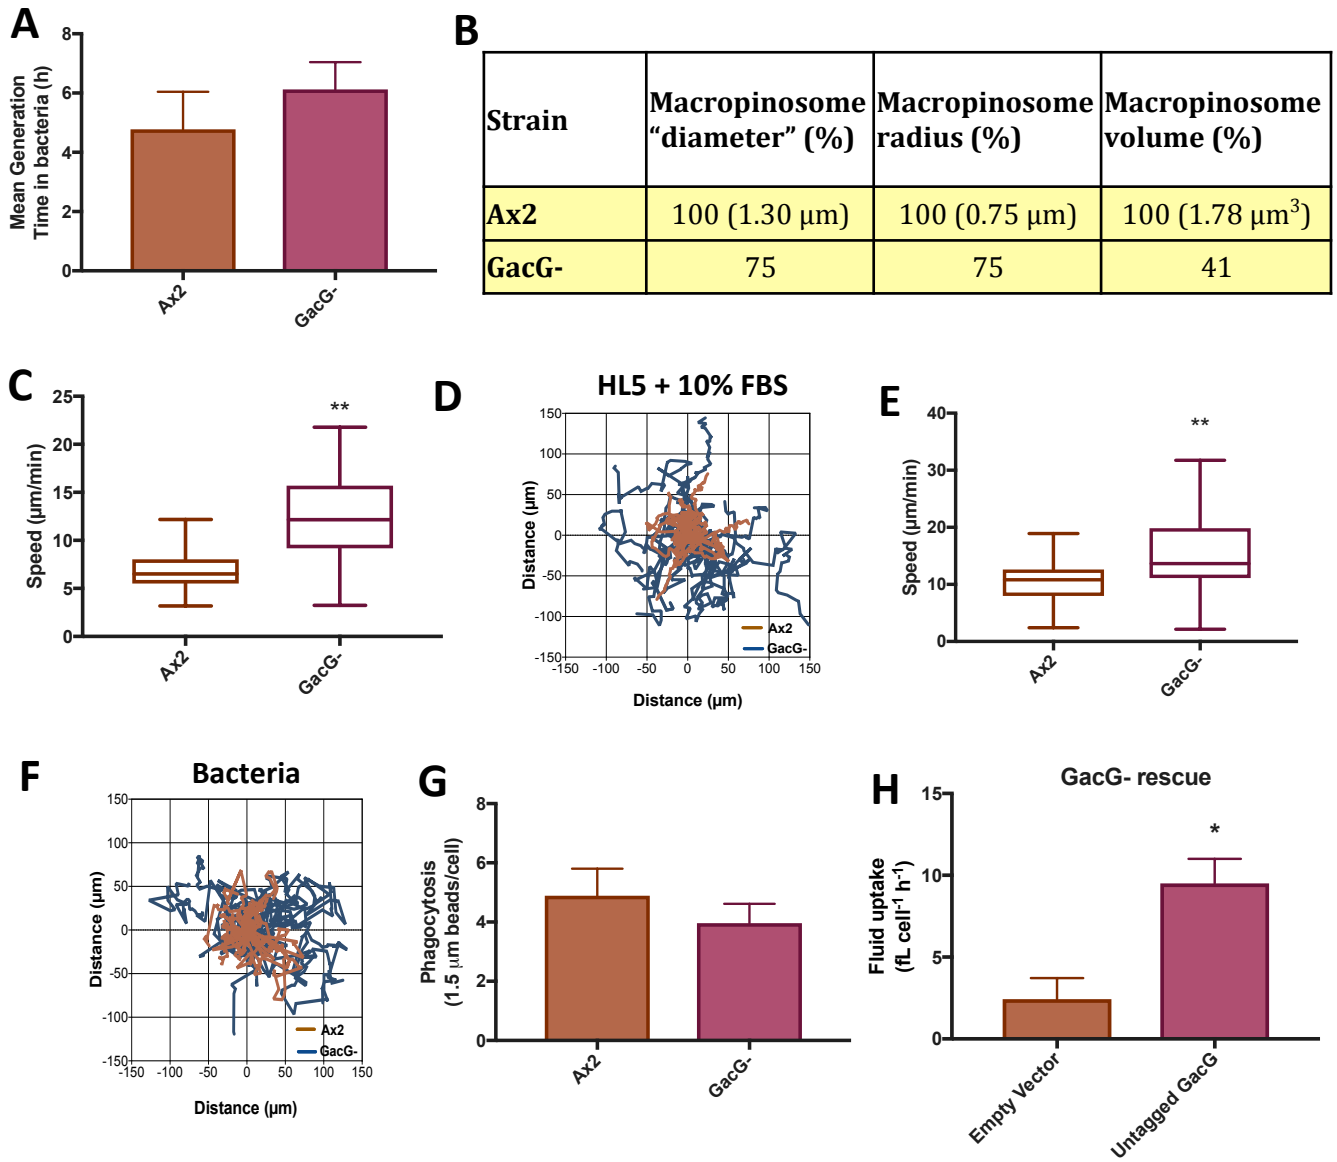 A
Mean Generation
Time in bacteria (h)
8
6
4
2
0
Ax2
GacG-
B
Strain
Macropinosome
“diameter” (%)
Macropinosome
radius (%)
Macropinosome
volume (%)
Ax2
100 (1.30 µm)
100 (0.75 µm)
100 (1.78 µm³)
GacG-
75
75
41
C
Speed (µm/min)
25
20
15
10
5
0
**
Ax2
GacG-
D
HL5 + 10% FBS
Distance (µm)
150
100
50
0
-50
-100
-150
Ax2
GacG-
-150 -100 -50 0 50 100 150
Distance (µm)
E
Speed (µm/min)
40
30
20
10
0
**
Ax2
GacG-
F
Bacteria
Distance (µm)
150
100
50
0
-50
-100
-150
Ax2
GacG-
-150 -100 -50 0 50 100 150
Distance (µm)
G
Phagocytosis
(1.5 µm beads/cell)
8
6
4
2
0
Ax2
GacG-
H
GacG- rescue
Fluid uptake
(fL cell⁻¹ h⁻¹)
15
10
5
0
*
Empty Vector
Untagged GacG